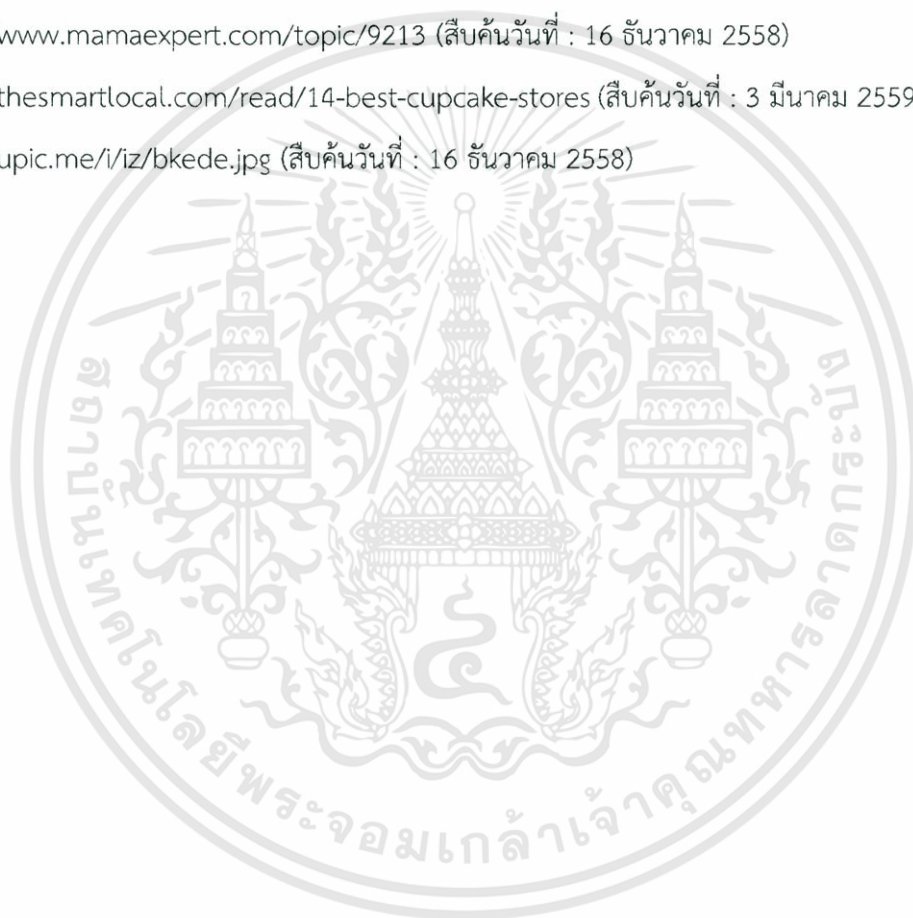 www.mamaexpert.com/topic/9213 (สืบค้นวันที่ : 16 ธันวาคม 2558)
thesmartlocal.com/read/14-best-cupcake-stores (สืบค้นวันที่ : 3 มีนาคม 2559
upic.me/i/iz/bkede.jpg (สืบค้นวันที่ : 16 ธันวาคม 2558)
๔
สถาบันเทคโนโลยีพระจอมเกล้าเจ้าคุณทหารลาดกระบัง